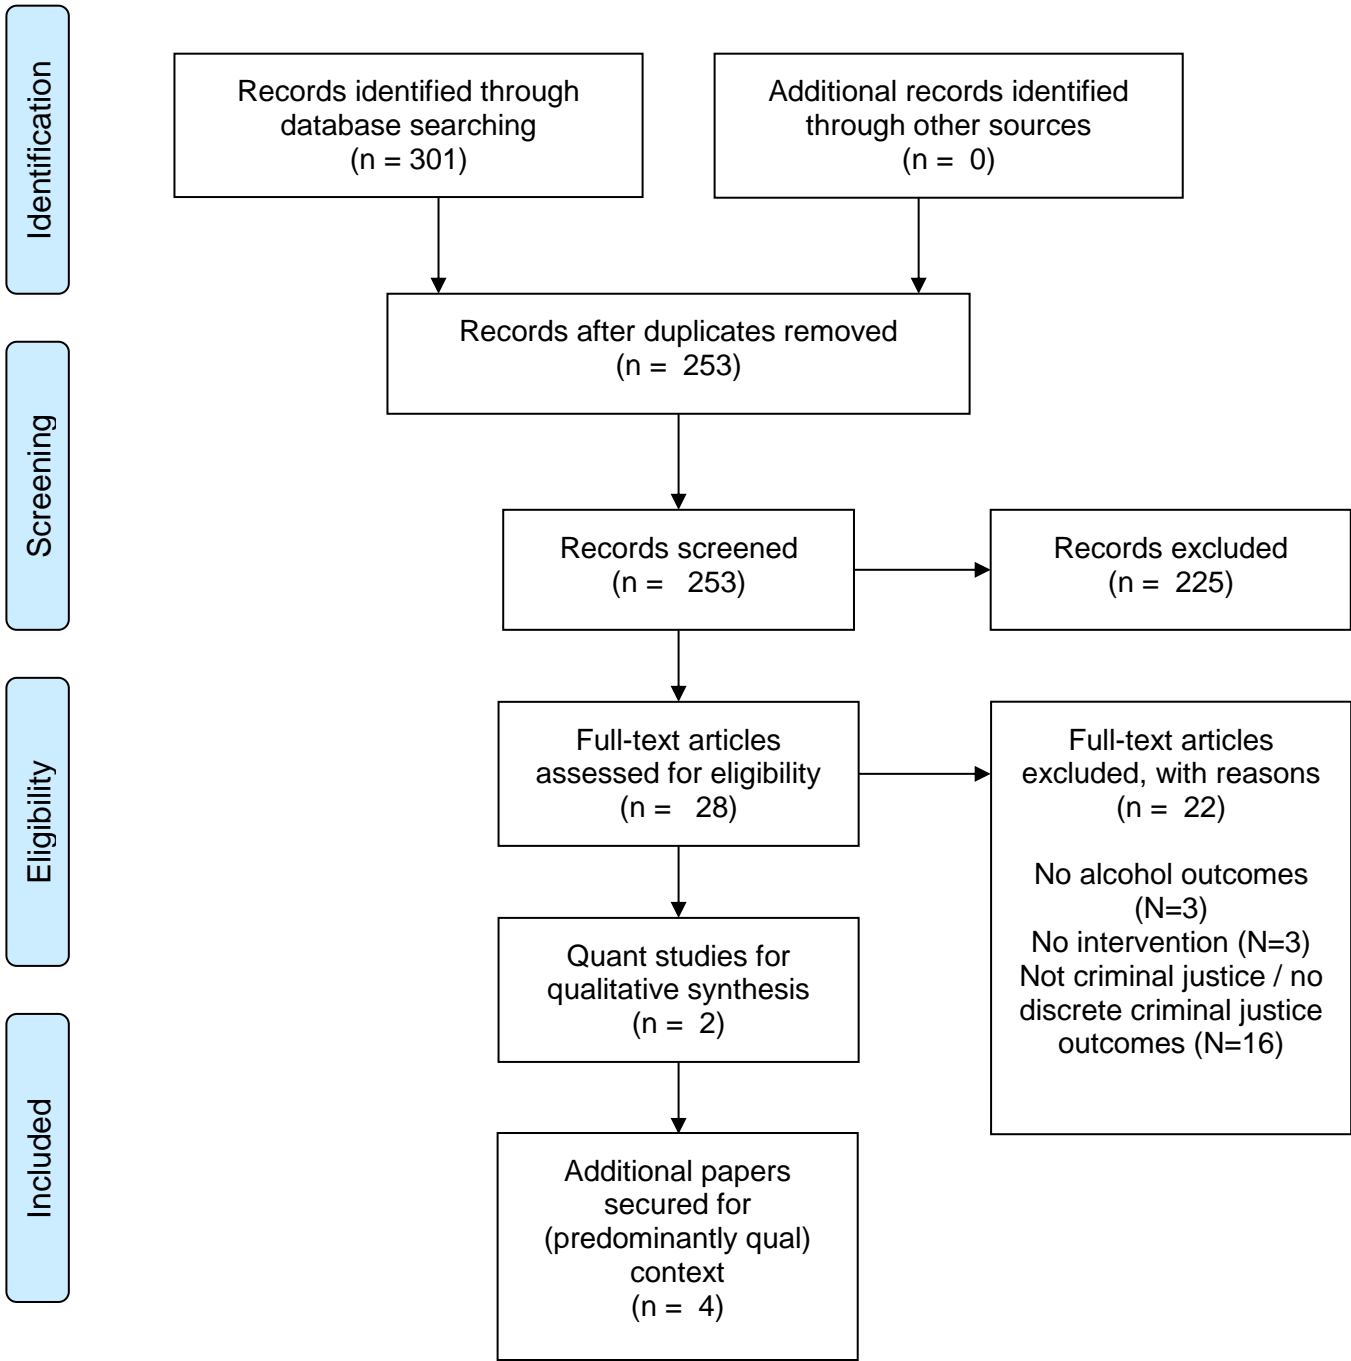 Identification
Records identified through
database searching
(n = 301)
Additional records identified
through other sources
(n = 0)
Records after duplicates removed
(n = 253)
Screening
Records screened
(n = 253)
Records excluded
(n = 225)
Eligibility
Full-text articles
assessed for eligibility
(n = 28)
Full-text articles
excluded, with reasons
(n = 22)
No alcohol outcomes
(N=3)
No intervention (N=3)
Not criminal justice / no
discrete criminal justice
outcomes (N=16)
Quant studies for
qualitative synthesis
(n = 2)
Included
Additional papers
secured for
(predominantly qual)
context
(n = 4)